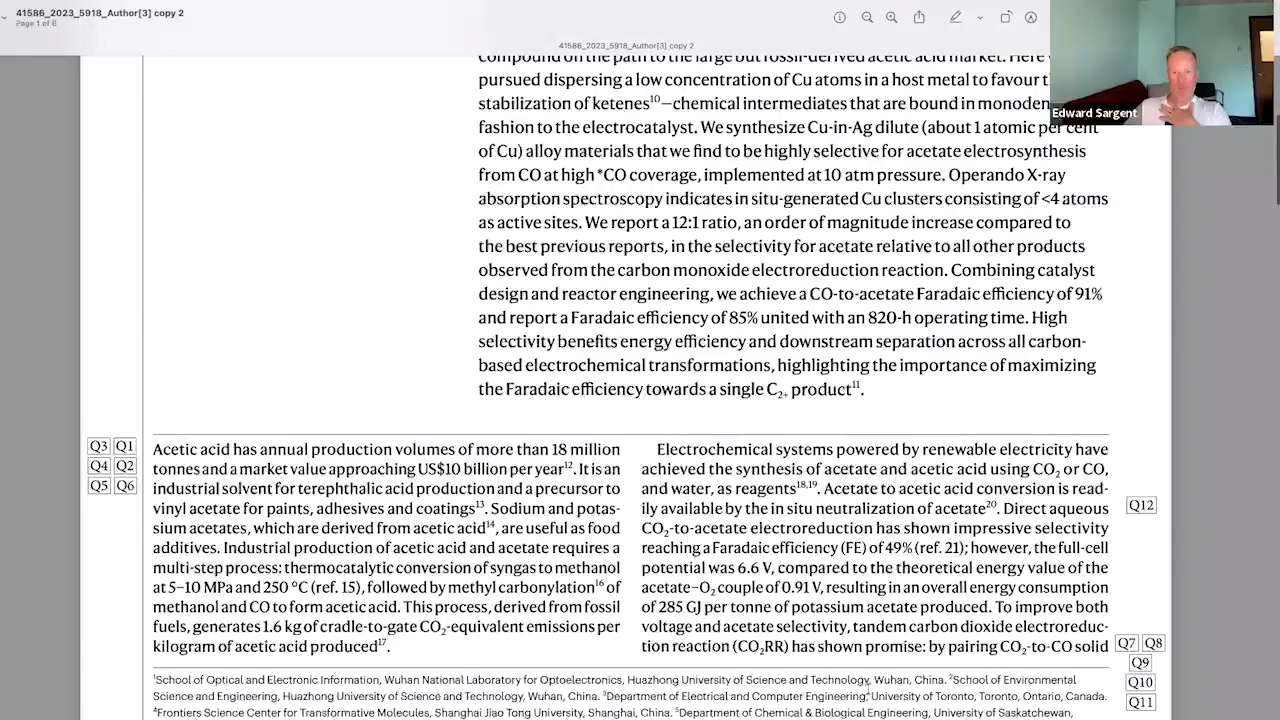 41586_2023_5918_Author[3] copy 2
Page 1 of 6
41586_2023_5918_Author[3] copy 2
Edward Sargent
compound on the path to the large but fossil-derived acetic acid market. Here
pursued dispersing a low concentration of Cu atoms in a host metal to favour
stabilization of ketenes10—chemical intermediates that are bound in
fashion to the electrocatalyst. We synthesize Cu-in-Ag dilute (about 1 atomic per cent
of Cu) alloy materials that we find to be highly selective for acetate electrosynthesis
from CO at high *CO coverage, implemented at 10 atm pressure. Operando X-ray
absorption spectroscopy indicates in situ-generated Cu clusters consisting of <4 atoms
as active sites. We report a 12:1 ratio, an order of magnitude increase compared to
the best previous reports, in the selectivity for acetate relative to all other products
observed from the carbon monoxide electroreduction reaction. Combining catalyst
design and reactor engineering, we achieve a CO-to-acetate Faradaic efficiency of 91%
and report a Faradaic efficiency of 85% united with an 820-h operating time. High
selectivity benefits energy efficiency and downstream separation across all carbon-
based electrochemical transformations, highlighting the importance of maximizing
the Faradaic efficiency towards a single C2+ product11.
Q3 Q1
Q4 Q2
Q5 Q6
Acetic acid has annual production volumes of more than 18 million
tonnes and a market value approaching US$10 billion per year12. It is an
industrial solvent for terephthalic acid production and a precursor to
vinyl acetate for paints, adhesives and coatings13. Sodium and potas-
sium acetates, which are derived from acetic acid14, are useful as food
additives. Industrial production of acetic acid and acetate requires a
multi-step process: thermocatalytic conversion of syngas to methanol
at 5–10 MPa and 250 °C (ref. 15), followed by methyl carbonylation16 of
methanol and CO to form acetic acid. This process, derived from fossil
fuels, generates 1.6 kg of cradle-to-gate CO2-equivalent emissions per
kilogram of acetic acid produced17.
Electrochemical systems powered by renewable electricity have
achieved the synthesis of acetate and acetic acid using CO2 or CO,
and water, as reagents18,19. Acetate to acetic acid conversion is read-
ily available by the in situ neutralization of acetate20. Direct aqueous
CO2-to-acetate electroreduction has shown impressive selectivity
reaching a Faradaic efficiency (FE) of 49% (ref. 21); however, the full-cell
potential was 6.6 V, compared to the theoretical energy value of the
acetate–O2 couple of 0.91 V, resulting in an overall energy consumption
of 285 GJ per tonne of potassium acetate produced. To improve both
voltage and acetate selectivity, tandem carbon dioxide electroreduc-
tion reaction (CO2RR) has shown promise: by pairing CO2-to-CO solid
Q12
Q7 Q8
Q9
Q10
Q11
1School of Optical and Electronic Information, Wuhan National Laboratory for Optoelectronics, Huazhong University of Science and Technology, Wuhan, China. 2School of Environmental
Science and Engineering, Huazhong University of Science and Technology, Wuhan, China. 3Department of Electrical and Computer Engineering, University of Toronto, Toronto, Ontario, Canada.
4Frontiers Science Center for Transformative Molecules, Shanghai Jiao Tong University, Shanghai, China. 5Department of Chemical & Biological Engineering, University of Saskatchewan,